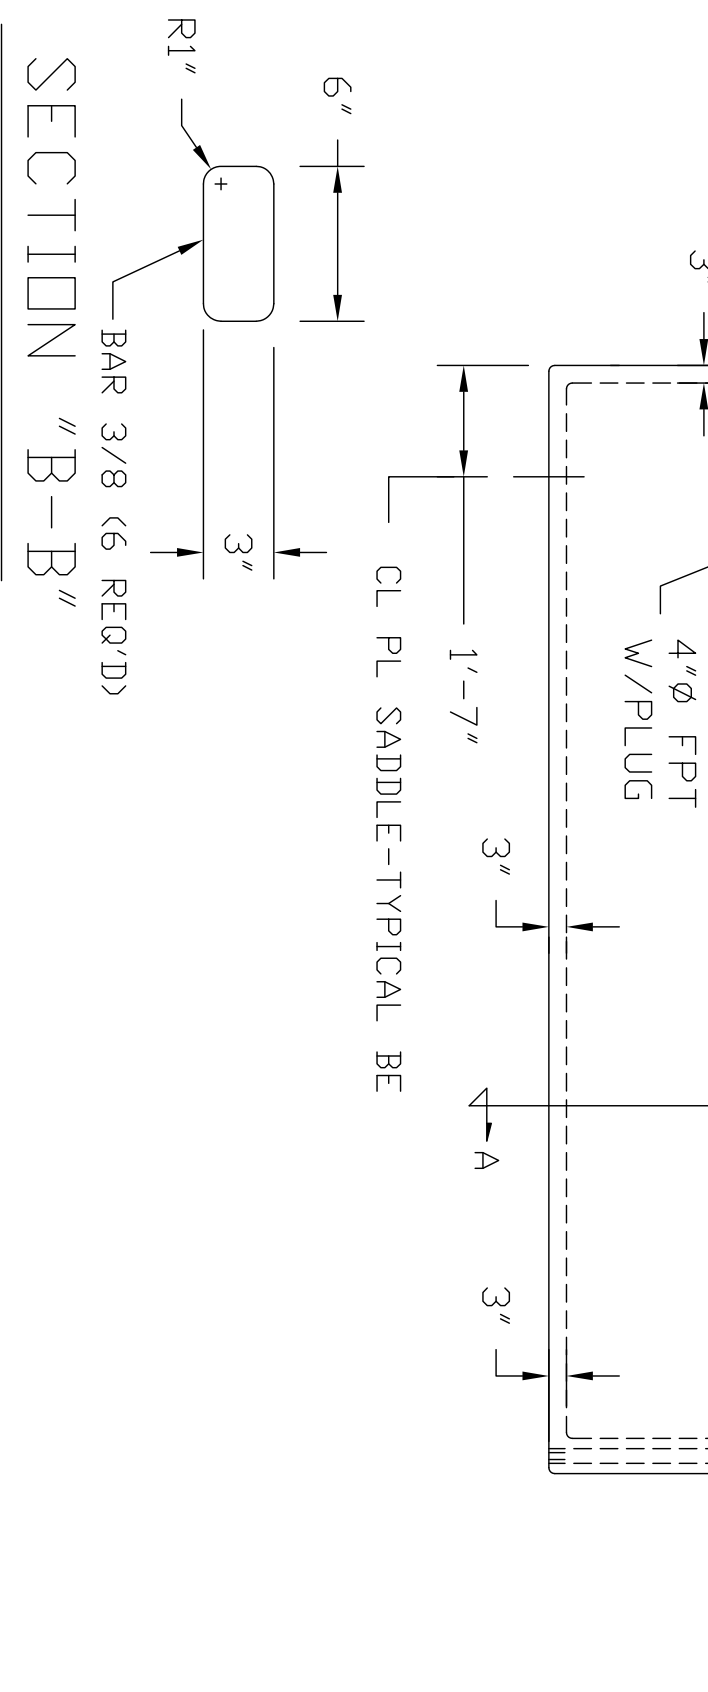 3"
4"Ø FPT
W/PLUG
3"
3"
A
1'-7"
CL PL SADDLE-TYPICAL BE
6"
3"
R1"
BAR 3/8 (6 REQ'D)
SECTION "B-B"